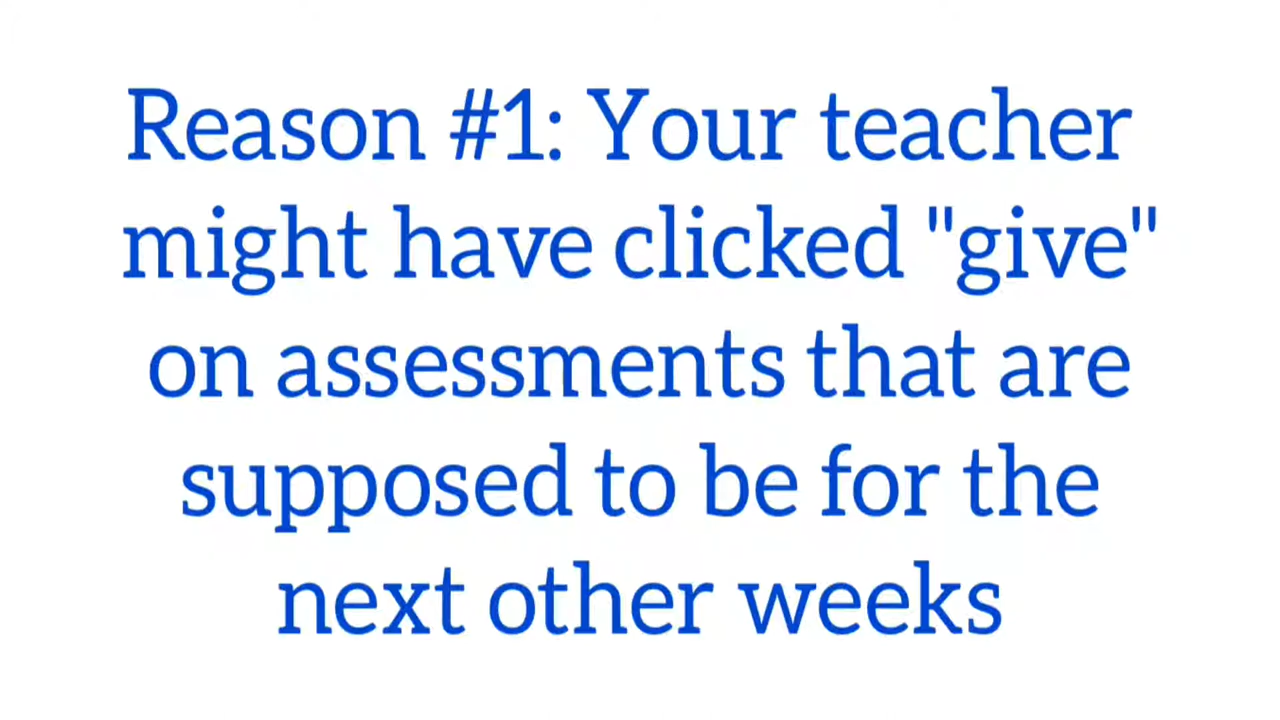 Reason #1: Your teacher
might have clicked "give"
on assessments that are
supposed to be for the
next other weeks